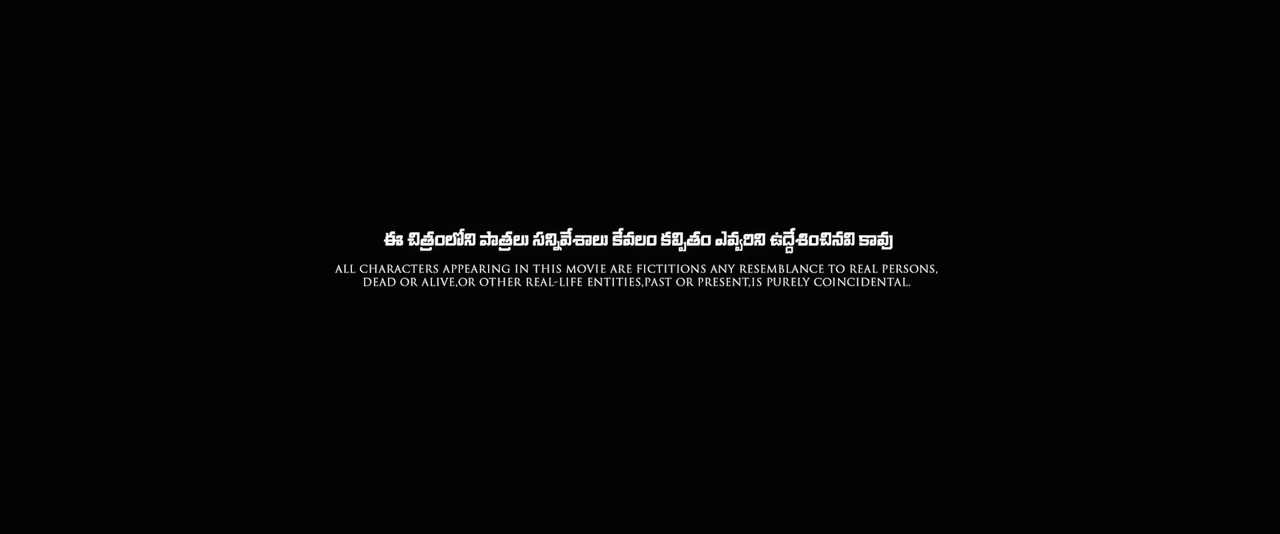 ఈ చిత్రంలోని పాత్రలు సన్నివేశాలు కేవలం కల్పితం ఎవ్వరిని ఉద్దేశించినవి కావు
ALL CHARACTERS APPEARING IN THIS MOVIE ARE FICTITIONS ANY RESEMBLANCE TO REAL PERSONS,
DEAD OR ALIVE,OR OTHER REAL-LIFE ENTITIES,PAST OR PRESENT,IS PURELY COINCIDENTAL.